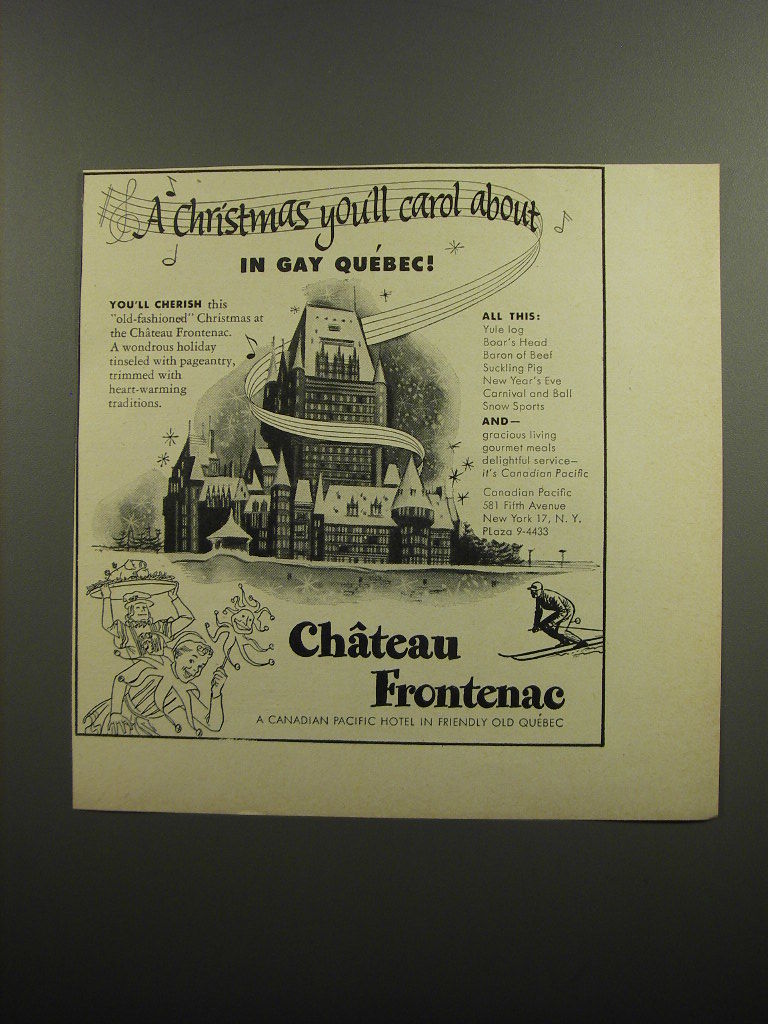 A Christmas you'll carol about
IN GAY QUÉBEC!
YOU'LL CHERISH this
"old-fashioned" Christmas at
the Château Frontenac.
A wondrous holiday
tinseled with pageantry,
trimmed with
heart-warming
traditions.
ALL THIS:
Yule log
Boar's Head
Baron of Beef
Suckling Pig
New Year's Eve
Carnival and Ball
Snow Sports
AND—
gracious living
gourmet meals
delightful service—
it's Canadian Pacific
Canadian Pacific
581 Fifth Avenue
New York 17, N. Y.
PLaza 9-4433
Château
Frontenac
A CANADIAN PACIFIC HOTEL IN FRIENDLY OLD QUÉBEC